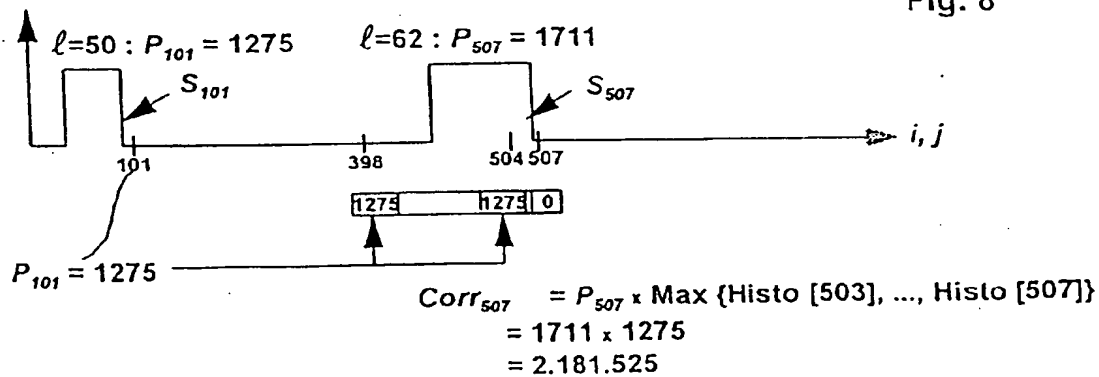 Fig. 8
ℓ=50 : P₁₀₁ = 1275
ℓ=62 : P₅₀₇ = 1711
S₁₀₁
S₅₀₇
i, j
101
398
504 507
1275
1275
0
P₁₀₁ = 1275
Corr₅₀₇ = P₅₀₇ x Max {Histo [503], ..., Histo [507]}
= 1711 x 1275
= 2.181.525